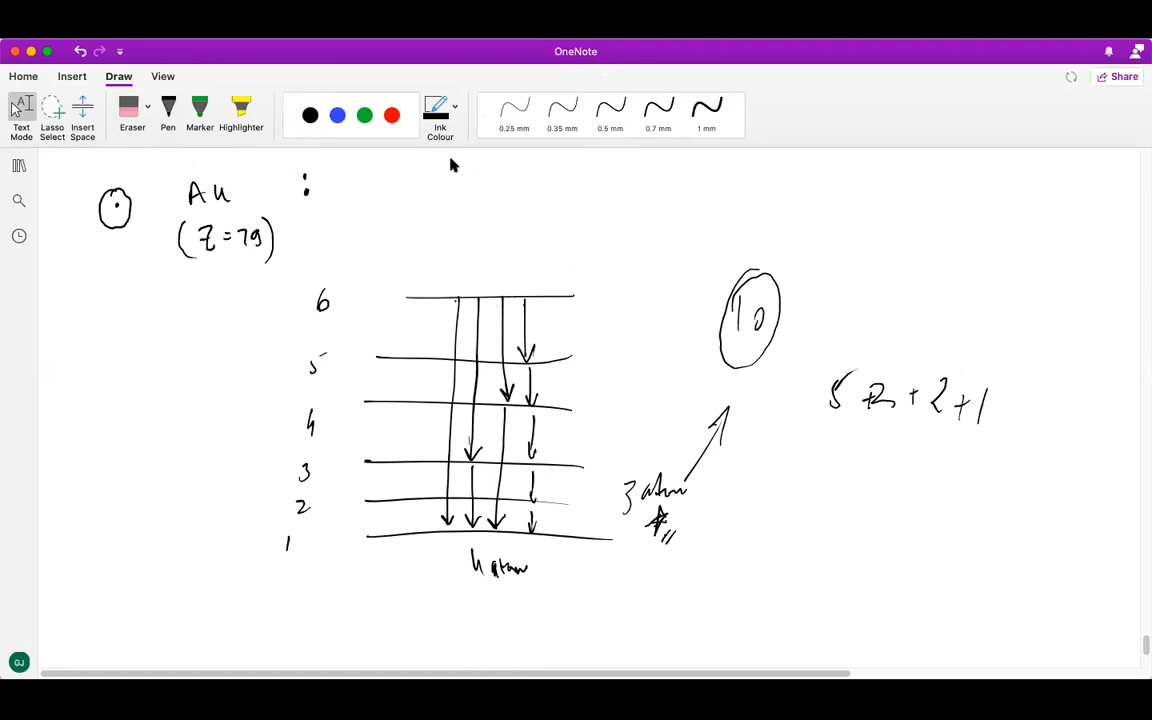 OneNote
Home Insert Draw View
Share
Text Mode
Lasso Select
Insert Space
Eraser
Pen
Marker
Highlighter
Ink Colour
0.25 mm
0.35 mm
0.5 mm
0.7 mm
1 mm
Au :
(Z=79)
6
10
5
5 + 2 + 2 + 1
4
3
3 atom
2
1
4 atom
GJ